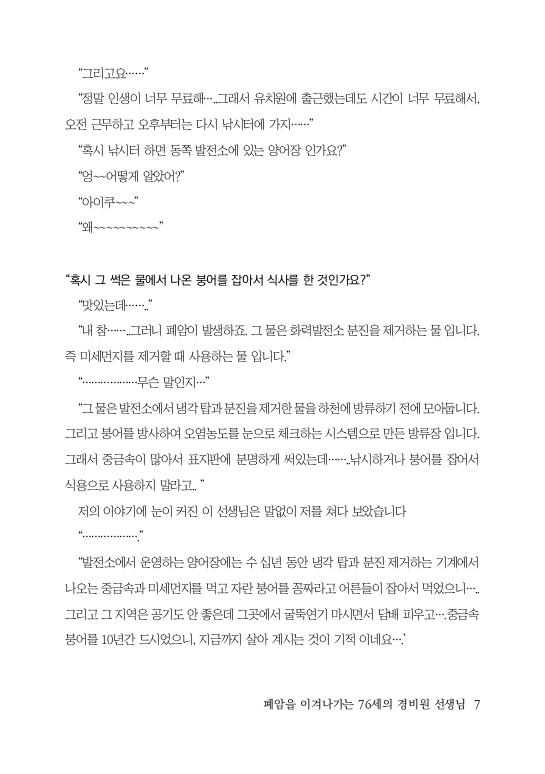 “그리고요……”
“정말 인생이 너무 무료해…..그래서 유치원에 출근했는데도 시간이 너무 무료해서,
오전 근무하고 오후부터는 다시 낚시터에 가지……”
“혹시 낚시터 하면 동쪽 발전소에 있는 양어장 인가요?”
“엉~~어떻게 알았어?”
“아이쿠~~~”
“왜~~~~~~~~~~”
“혹시 그 썩은 물에서 나온 붕어를 잡아서 식사를 한 것인가요?”
“맛있는데……..”
“내 참……..그러니 폐암이 발생하죠. 그 물은 화력발전소 분진을 제거하는 물 입니다.
즉 미세먼지를 제거할 때 사용하는 물 입니다.”
“………………무슨 말인지…”
“그 물은 발전소에서 냉각 탑과 분진을 제거한 물을 하천에 방류하기 전에 모아둡니다.
그리고 붕어를 방사하여 오염농도를 눈으로 체크하는 시스템으로 만든 방류장 입니다.
그래서 중금속이 많아서 표지판에 분명하게 써있는데……..낚시하거나 붕어를 잡어서
식용으로 사용하지 말라고.. ”
저의 이야기에 눈이 커진 이 선생님은 말없이 저를 쳐다 보았습니다
“……………….”
“발전소에서 운영하는 양어장에는 수 십년 동안 냉각 탑과 분진 제거하는 기계에서
나오는 중금속과 미세먼지를 먹고 자란 붕어를 꽁짜라고 어른들이 잡아서 먹었으니…..
그리고 그 지역은 공기도 안 좋은데 그곳에서 굴뚝연기 마시면서 담배 피우고….중금속
붕어를 10년간 드시었으니, 지금까지 살아 계시는 것이 기적 이네요….’
폐암을 이겨나가는 76세의 경비원 선생님 7